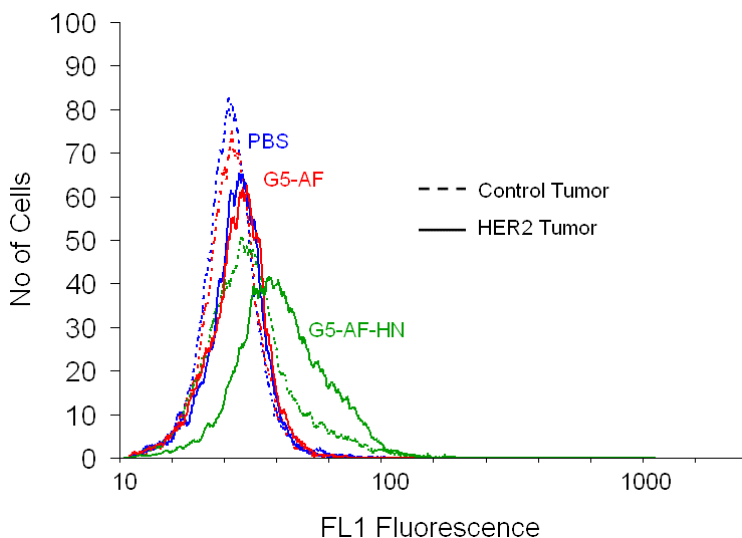 100
90
80
70
60
50
40
30
20
10
0
No of Cells
PBS
G5-AF
G5-AF-HN
Control Tumor
HER2 Tumor
10
100
1000
FL1 Fluorescence